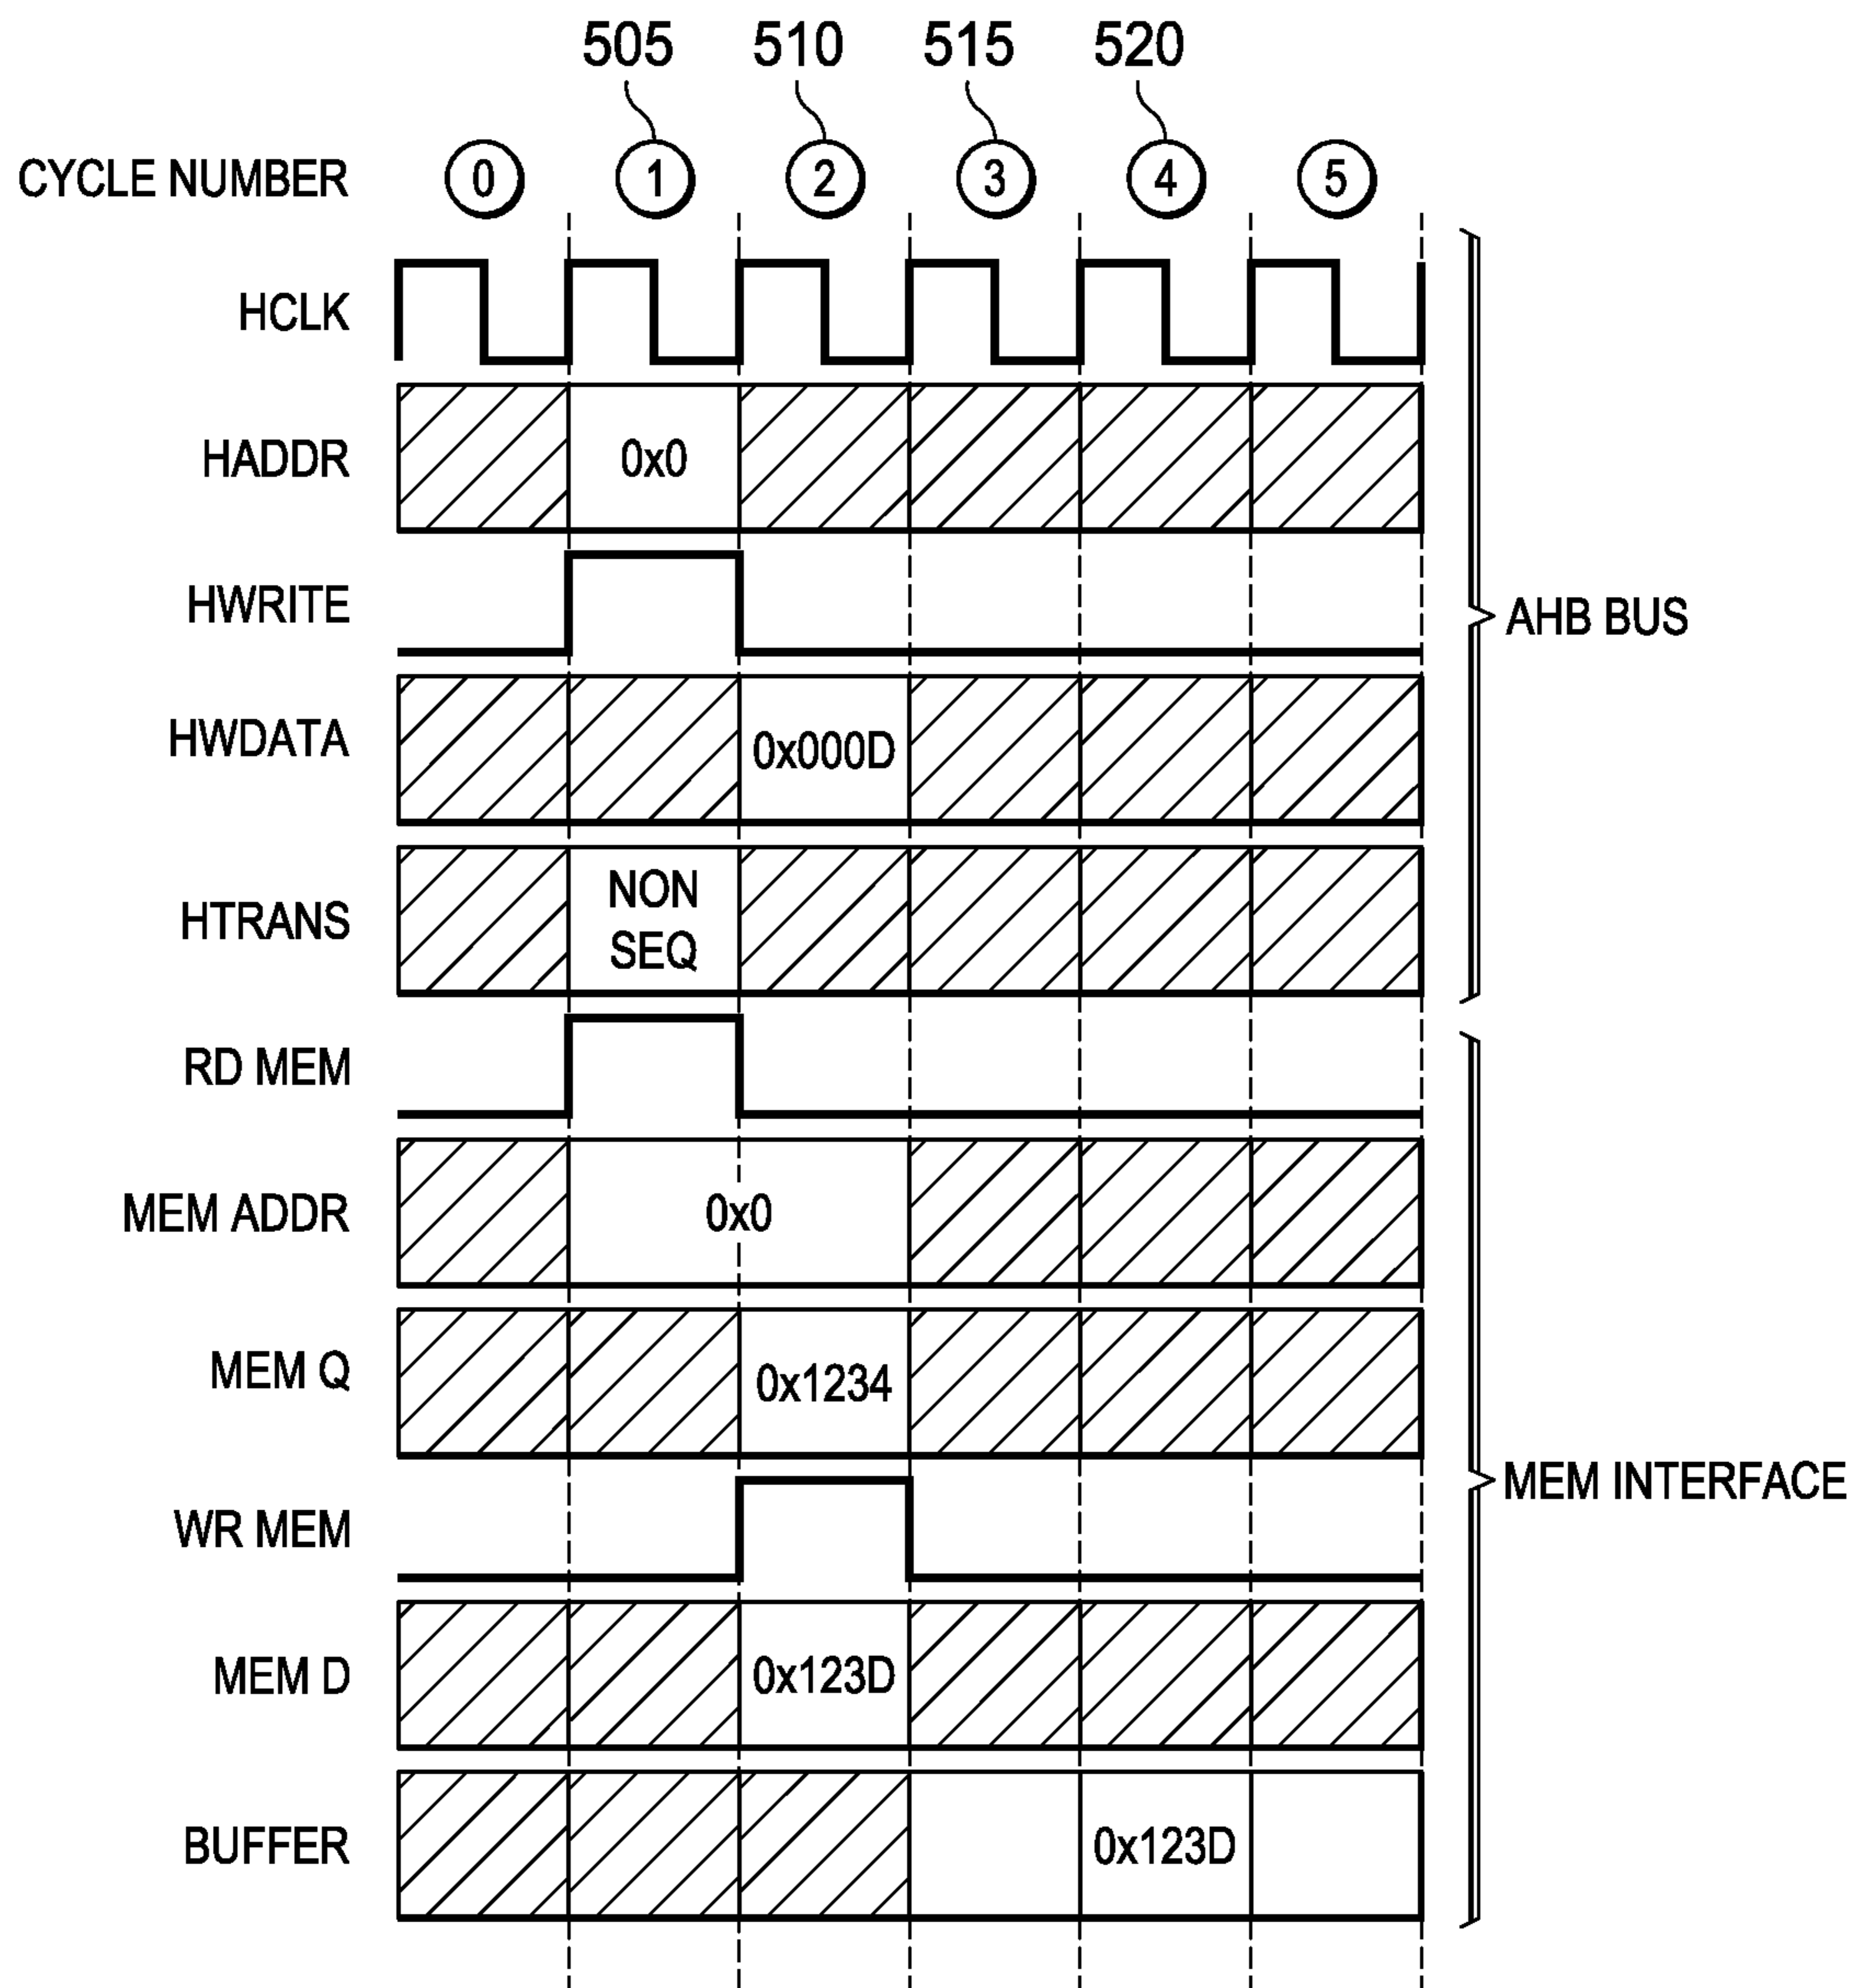 505 510 515 520
CYCLE NUMBER 0 1 2 3 4 5
HCLK
HADDR 0x0
HWRITE
AHB BUS
HWDATA 0x000D
HTRANS NON
SEQ
RD MEM
MEM ADDR 0x0
MEM Q 0x1234
MEM INTERFACE
WR MEM
MEM D 0x123D
BUFFER 0x123D